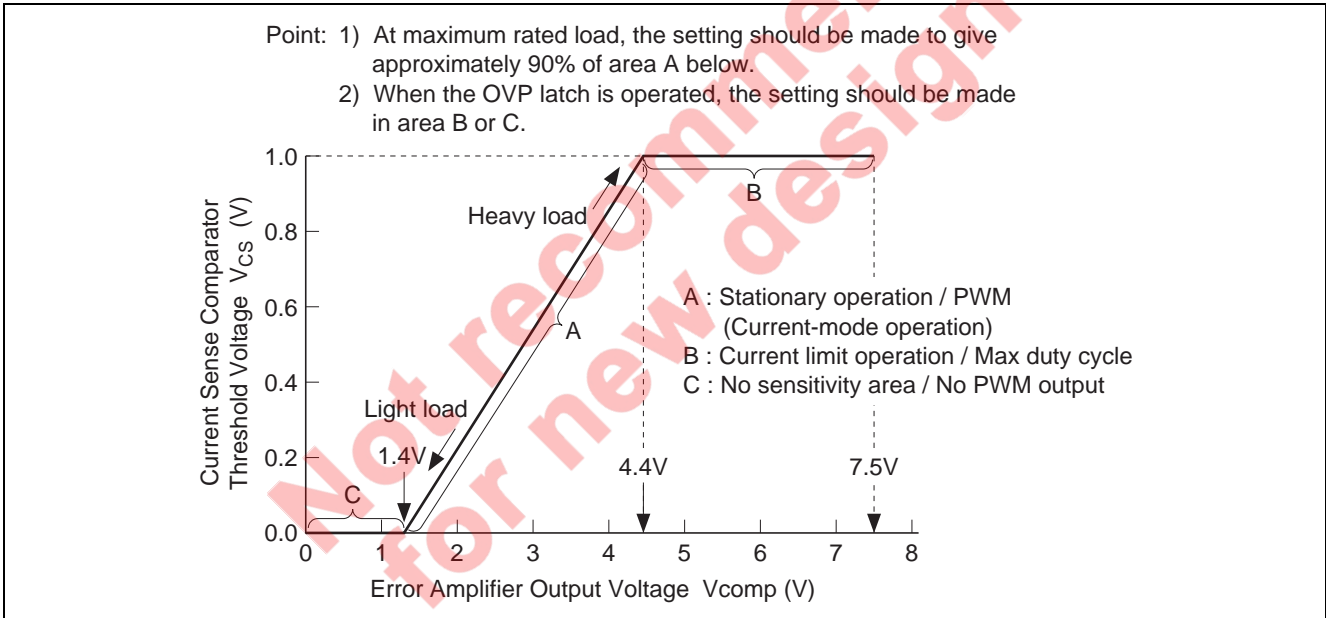 Point: 1) At maximum rated load, the setting should be made to give
approximately 90% of area A below.
2) When the OVP latch is operated, the setting should be made
in area B or C.
Current Sense Comparator
Threshold Voltage VCS (V)
1.0
0.8
0.6
0.4
0.2
0.0
Heavy load
Light load
1.4V
A
B
C
4.4V
7.5V
A : Stationary operation / PWM
(Current-mode operation)
B : Current limit operation / Max duty cycle
C : No sensitivity area / No PWM output
0 1 2 3 4 5 6 7 8
Error Amplifier Output Voltage Vcomp (V)
Not recomme
for new design